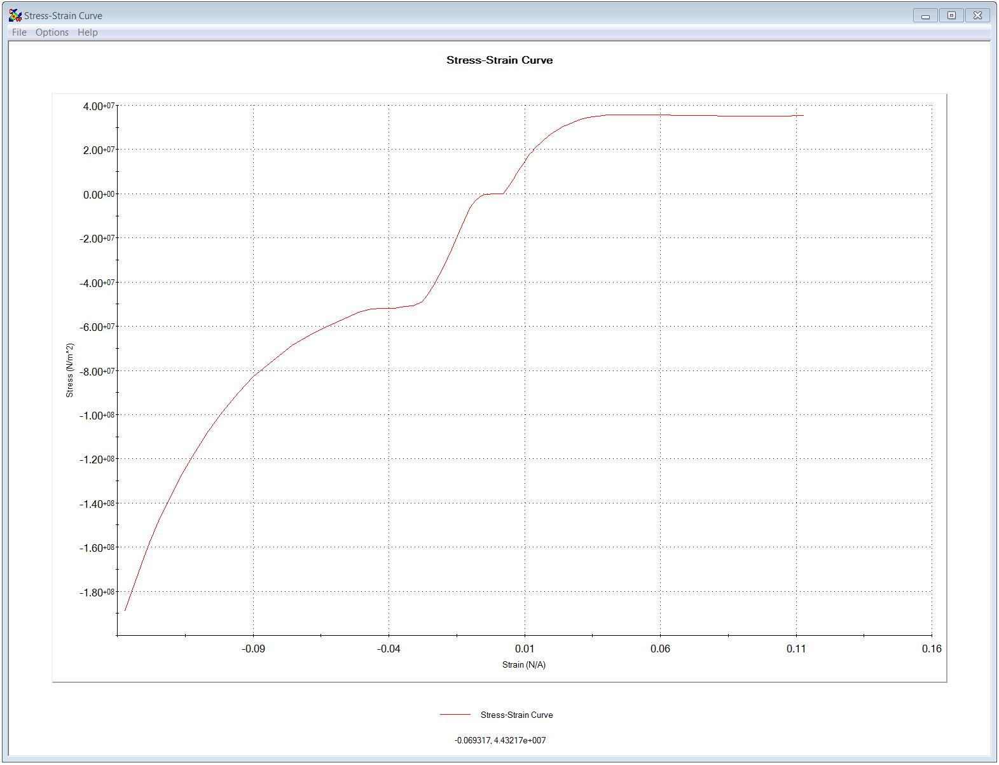 Stress-Strain Curve
File Options Help
Stress-Strain Curve
4.00+07
2.00+07
0.00+00
-2.00+07
-4.00+07
-6.00+07
-8.00+07
-1.00+08
-1.20+08
-1.40+08
-1.60+08
-1.80+08
Stress (N/m^2)
-0.09 -0.04 0.01 0.06 0.11 0.16
Strain (N/A)
Stress-Strain Curve
-0.069317, 4.43217e+007